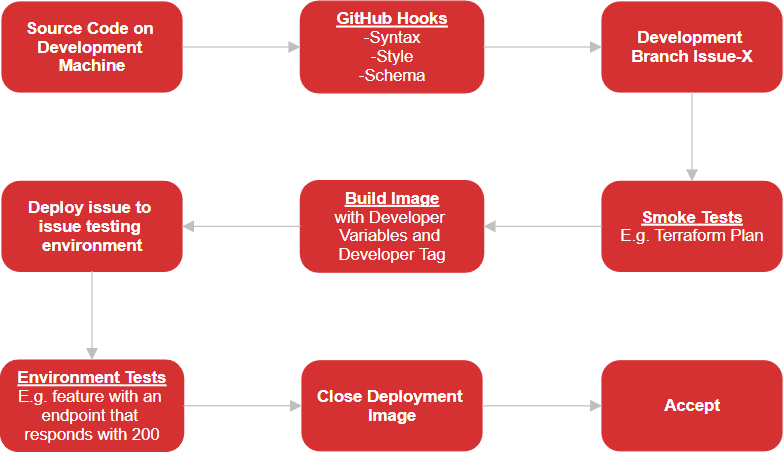 Source Code on
Development
Machine
GitHub Hooks
-Syntax
-Style
-Schema
Development
Branch Issue-X
Smoke Tests
E.g. Terraform Plan
Build Image
with Developer
Variables and
Developer Tag
Deploy issue to
issue testing
environment
Environment Tests
E.g. feature with an
endpoint that
responds with 200
Close Deployment
Image
Accept